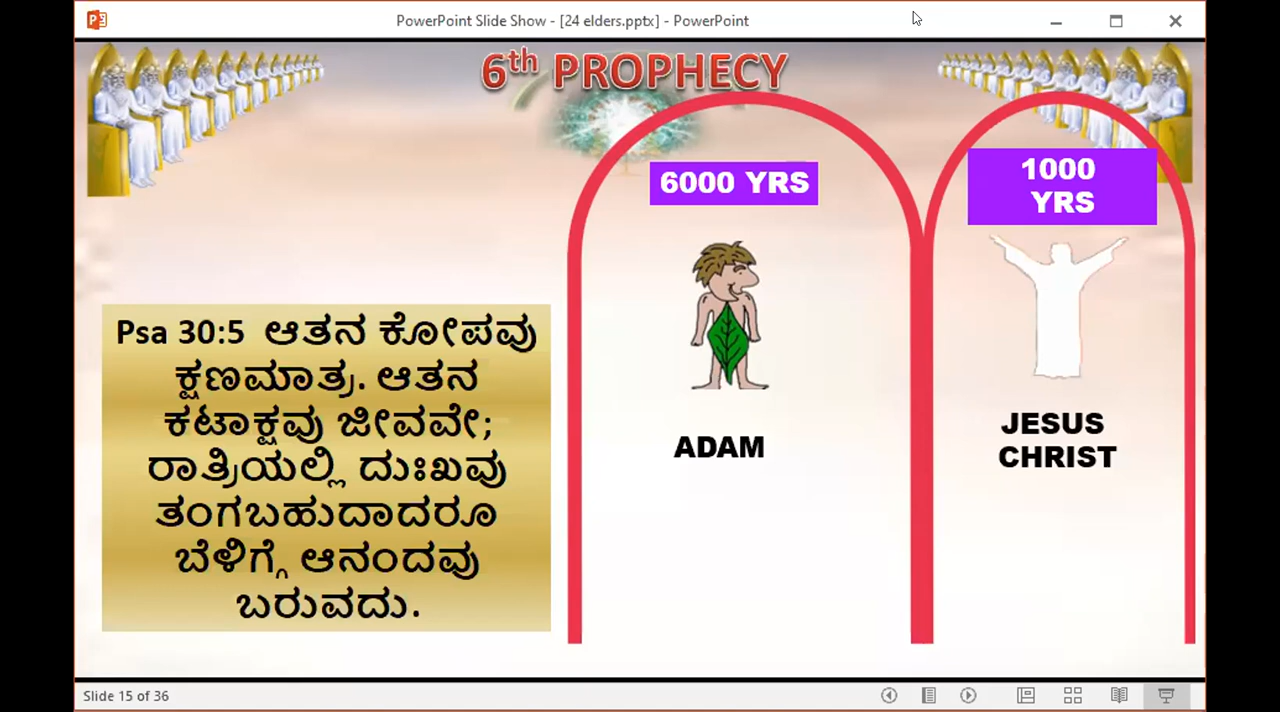 PowerPoint Slide Show - [24 elders.pptx] - PowerPoint
6th PROPHECY
6000 YRS
1000
YRS
Psa 30:5 ಆತನ ಕೋಪವು
ಕ್ಷಣಮಾತ್ರ. ಆತನ
ಕಟಾಕ್ಷವು ಜೀವವೇ;
ರಾತ್ರಿಯಲ್ಲಿ ದುಃಖವು
ತಂಗಬಹುದಾದರೂ
ಬೆಳಿಗ್ಗೆ ಆನಂದವು
ಬರುವದು.
ADAM
JESUS
CHRIST
Slide 15 of 36